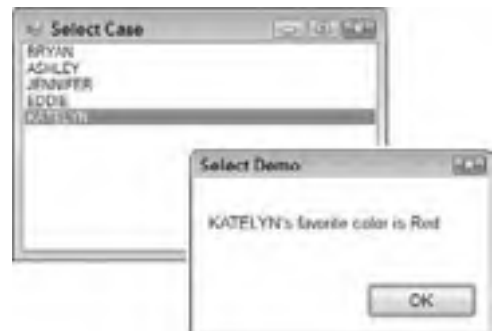 Select Case
BRYAN
ASHLEY
JENNIFER
EDDIE
KATELYN
Select Demo
KATELYN's favorite color is Red
OK